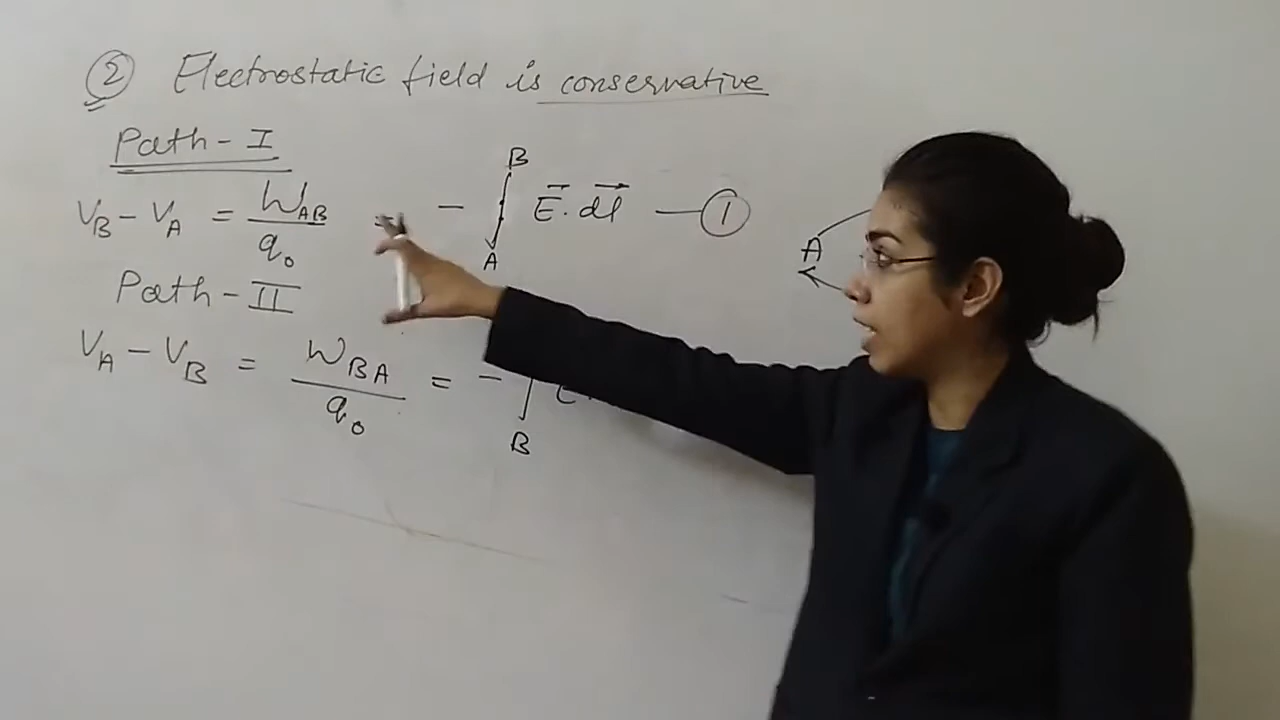 ② Electrostatic field is conservative
Path - I
V_B - V_A = W_AB / q_0 = - ∫_A^B E⃗ . dl⃗ — ①
A
Path - II
V_A - V_B = W_BA / q_0 = - ∫_B E.